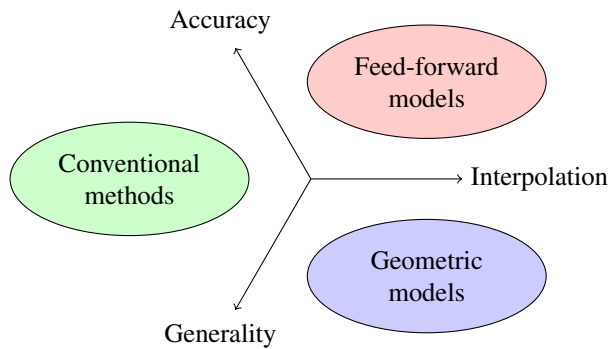 Accuracy
Feed-forward
models
Conventional
methods
Interpolation
Geometric
models
Generality